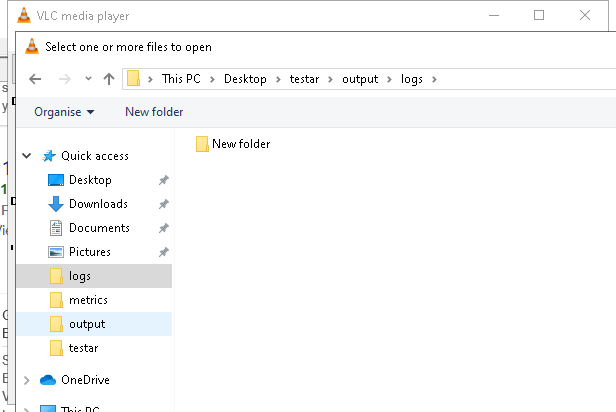 VLC media player
Select one or more files to open
This PC > Desktop > testar > output > logs >
Organise New folder
New folder
Quick access
Desktop
Downloads
Documents
Pictures
logs
metrics
output
testar
OneDrive
This PC